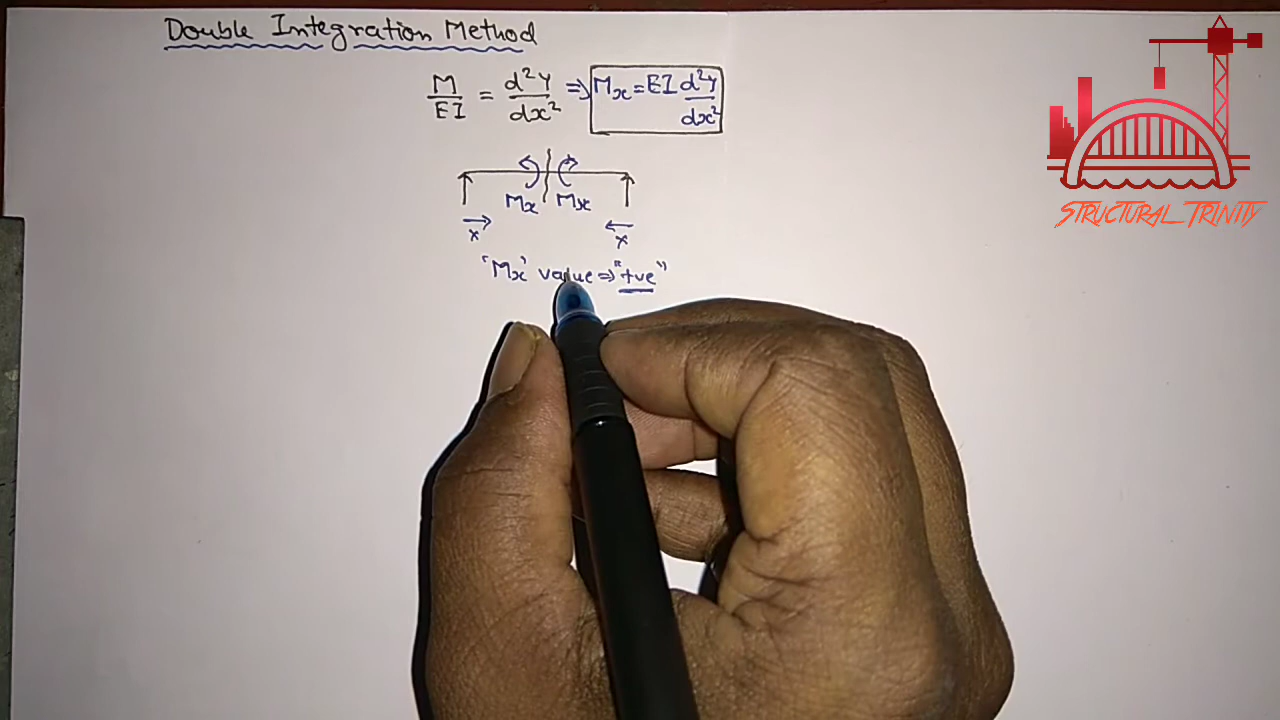 Double Integration Method
M/EI = d²y/dx² ⇒ Mx = EI d²y/dx²
Mx Mx
x x
'Mx' value ⇒ "+ve"
STRUCTURAL_TRINITY